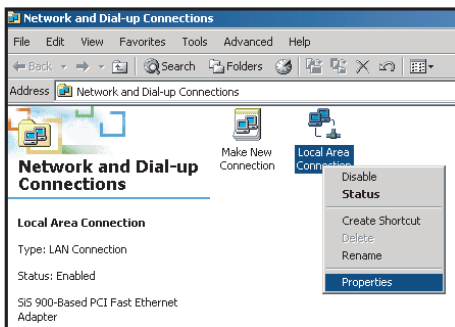 Network and Dial-up Connections
File Edit View Favorites Tools Advanced Help
Back Search Folders
Address Network and Dial-up Connections
Make New Connection
Local Area Connection
Network and Dial-up
Connections
Local Area Connection
Type: LAN Connection
Status: Enabled
SiS 900-Based PCI Fast Ethernet
Adapter
Disable
Status
Create Shortcut
Delete
Rename
Properties